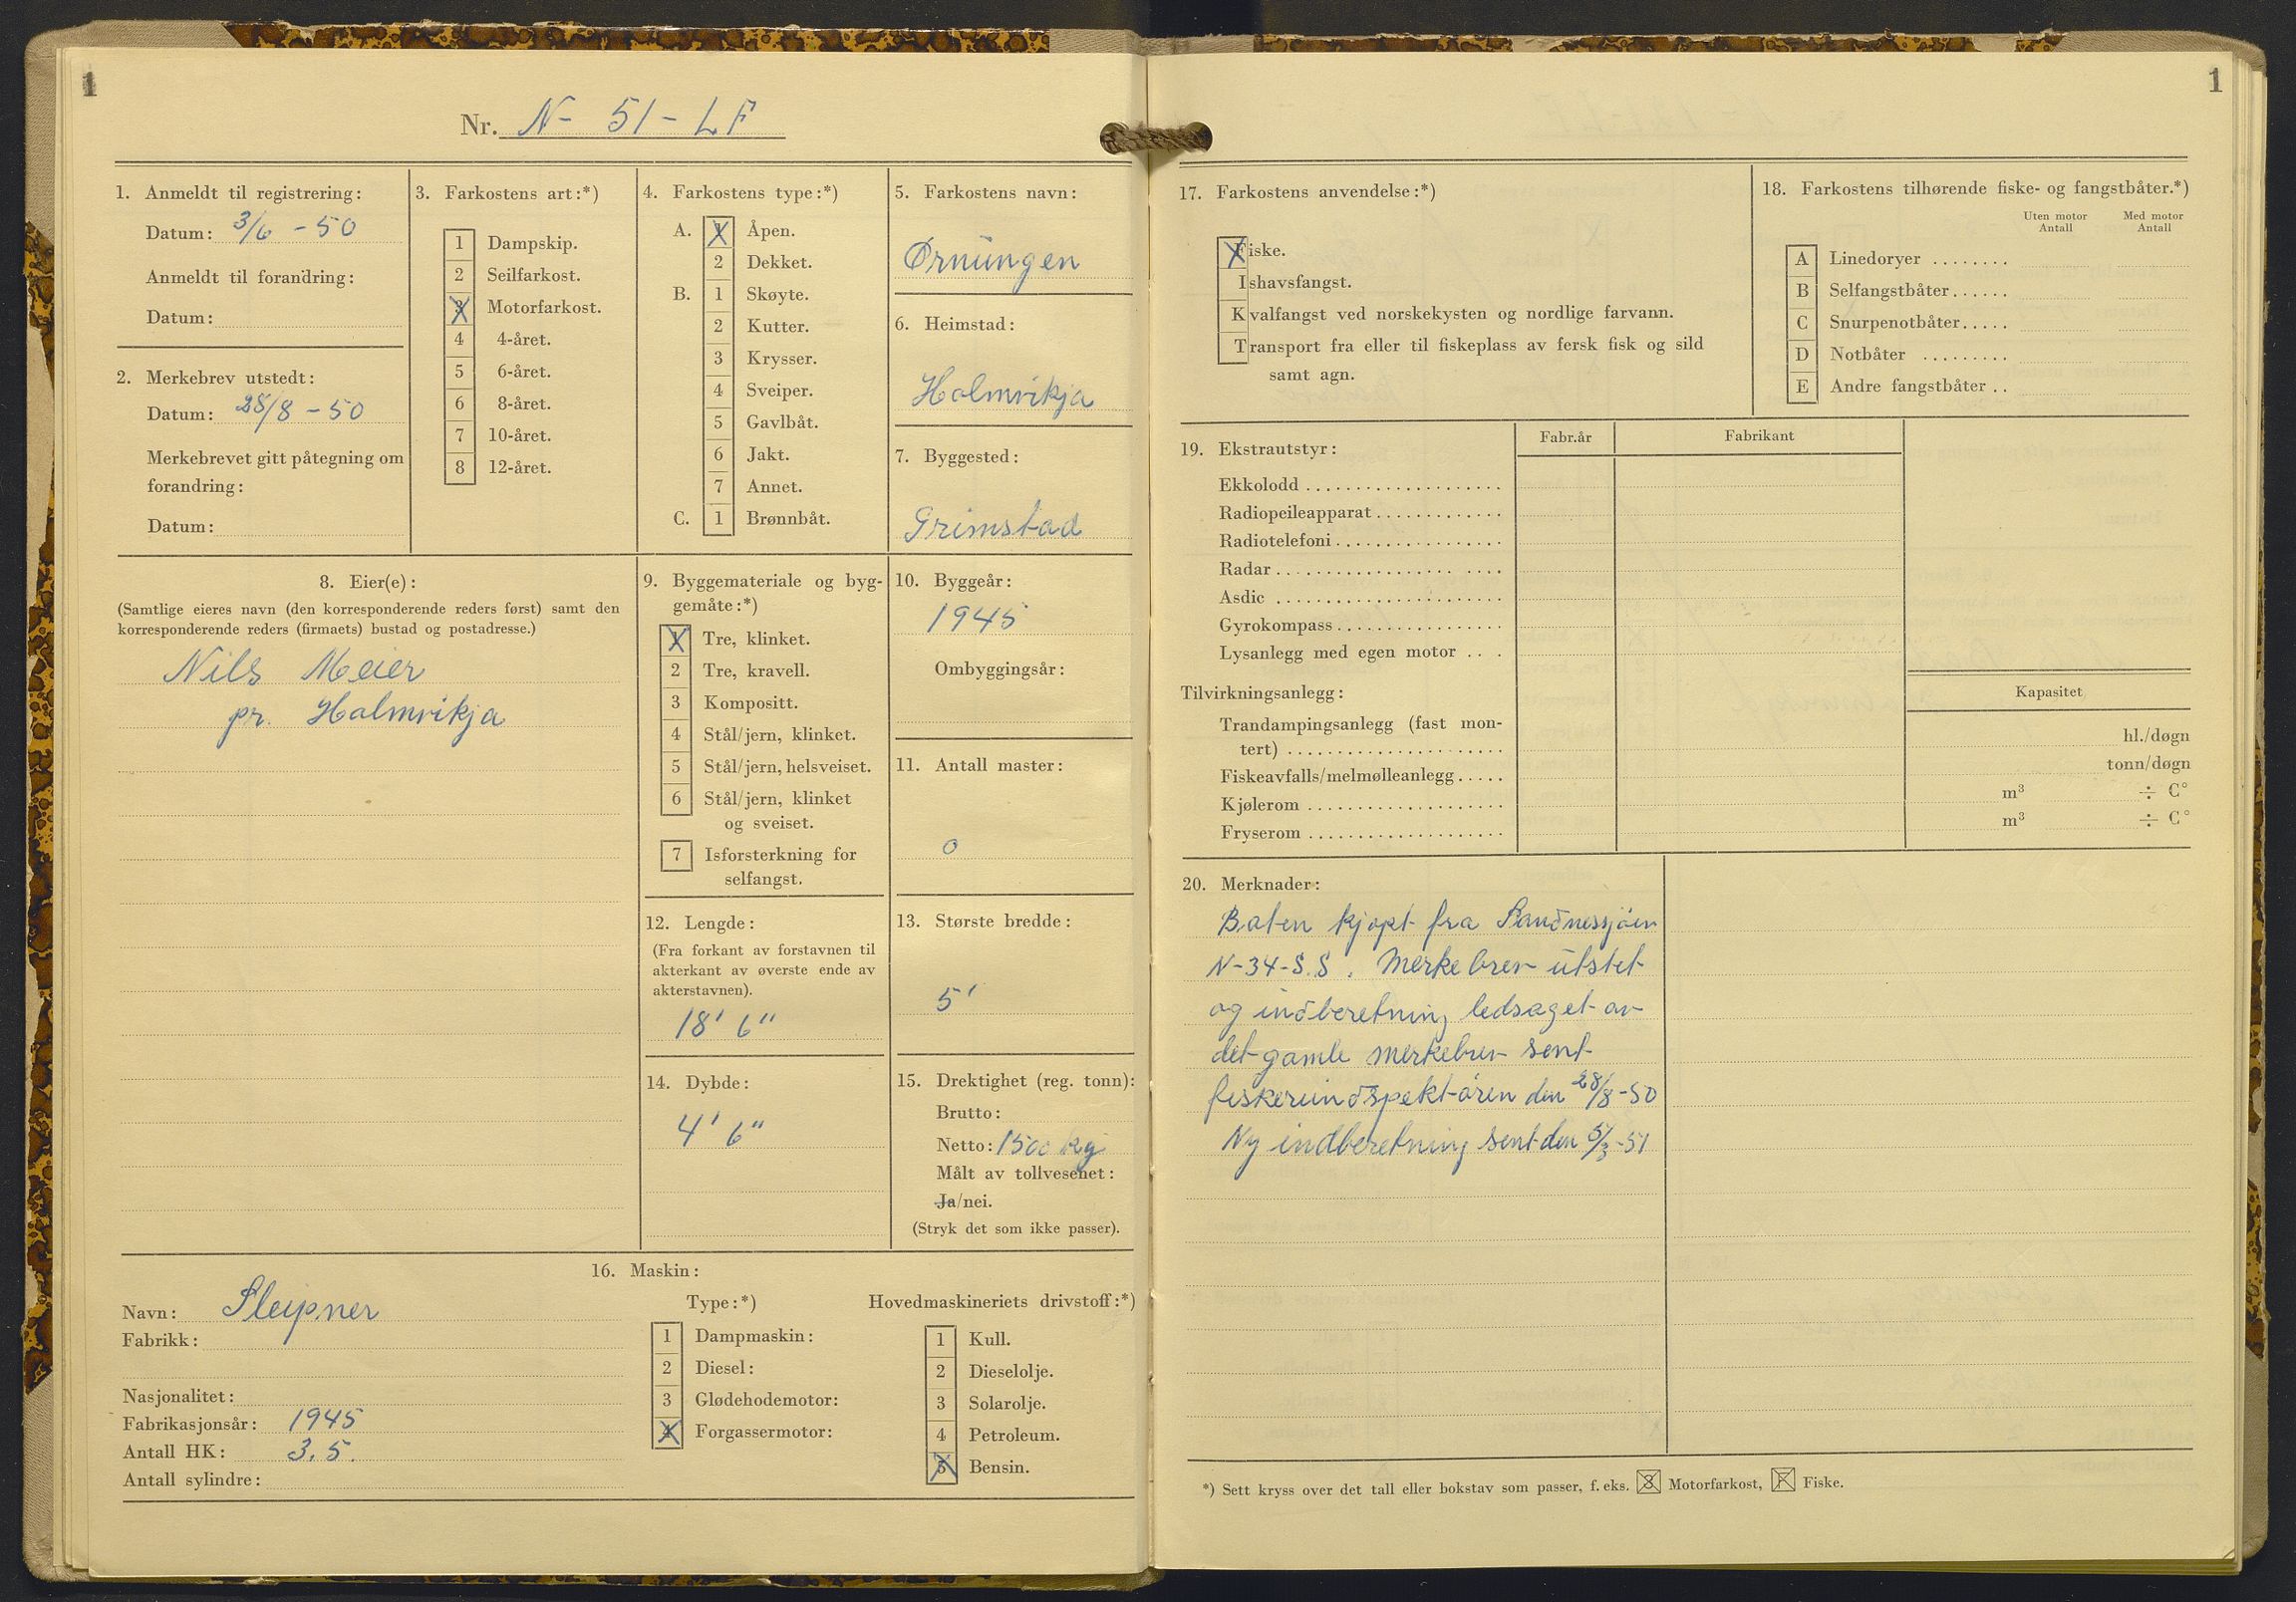 1
Nr. N- 51 - LF
1. Anmeldt til registrering:
Datum: 3/6 - 50
Anmeldt til forandring:
Datum:
2. Merkebrev utstedt:
Datum: 28/8 - 50
Merkebrevet gitt påtegning om
forandring:
Datum:
3. Farkostens art:*)
1 Dampskip.
2 Seilfarkost.
X Motorfarkost.
4 4-året.
5 6-året.
6 8-året.
7 10-året.
8 12-året.
4. Farkostens type:*)
A. X Åpen.
2 Dekket.
B. 1 Skøyte.
2 Kutter.
3 Krysser.
4 Sveiper.
5 Gavlbåt.
6 Jakt.
7 Annet.
C. 1 Brønnbåt.
5. Farkostens navn:
Ørnungen
6. Heimstad:
Holmvikja
7. Byggested:
Grimstad
8. Eier(e):
(Samtlige eieres navn (den korresponderende reders først) samt den
korresponderende reders (firmaets) bustad og postadresse.)
Nils Meier
pr. Holmvikja
9. Byggemateriale og byg-
gemåte:*)
X Tre, klinket.
2 Tre, kravell.
3 Kompositt.
4 Stål/jern, klinket.
5 Stål/jern, helsveiset.
6 Stål/jern, klinket
og sveiset.
7 Isforsterkning for
selfangst.
10. Byggeår:
1945
Ombyggingsår:
11. Antall master:
0
12. Lengde:
(Fra forkant av forstavnen til
akterkant av øverste ende av
akterstavnen).
18' 6"
13. Største bredde:
5'
14. Dybde:
4' 6"
15. Drektighet (reg. tonn):
Brutto:
Netto: 1500 kg
Målt av tollvesenet:
Ja/nei.
(Stryk det som ikke passer).
16. Maskin:
Navn: Sleipner
Fabrikk:
Nasjonalitet:
Fabrikasjonsår: 1945
Antall HK: 3.5.
Antall sylindre:
Type:*)
1 Dampmaskin:
2 Diesel:
3 Glødehodemotor:
X Forgassermotor:
Hovedmaskineriets drivstoff:*)
1 Kull.
2 Dieselolje.
3 Solarolje.
4 Petroleum.
5 Bensin.
1
17. Farkostens anvendelse:*)
Fiske.
Ishavsfangst.
Kvalfangst ved norskekysten og nordlige farvann.
Transport fra eller til fiskeplass av fersk fisk og sild
samt agn.
18. Farkostens tilhørende fiske- og fangstbåter.*)
Uten motor Antall
Med motor Antall
A Linedoryer ........
B Selfangstbåter......
C Snurpenotbåter.....
D Notbåter .........
E Andre fangstbåter ..
19. Ekstrautstyr:
Fabr.år
Fabrikant
Ekkolodd
Radiopeileapparat
Radiotelefoni
Radar
Asdic
Gyrokompass
Lysanlegg med egen motor ...
Tilvirkningsanlegg:
Kapasitet
Trandampingsanlegg (fast mon-
tert) hl./døgn
Fiskeavfalls/melmølleanlegg..... tonn/døgn
Kjølerom m³ ÷ C°
Fryserom m³ ÷ C°
20. Merknader:
Båten kjøpt fra Sandnessjøen
N-34-S.S. Merkebrev utstet
og indberetning ledsaget av
det gamle merkebrev sent
fiskeriindspektøren den 28/8-50
Ny indberetning sent den 5/3-51
*) Sett kryss over det tall eller bokstav som passer, f. eks. 3 Motorfarkost, F Fiske.